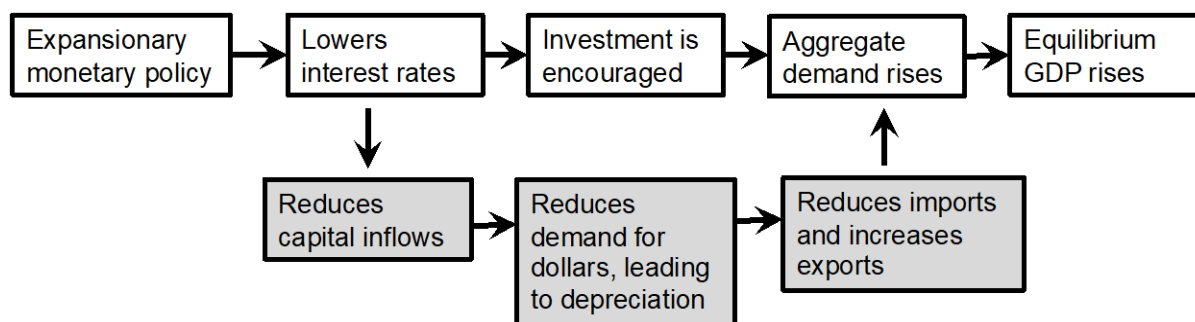 Expansionary
monetary policy
Lowers
interest rates
Investment is
encouraged
Aggregate
demand rises
Equilibrium
GDP rises
Reduces
capital inflows
Reduces
demand for
dollars, leading
to depreciation
Reduces imports
and increases
exports